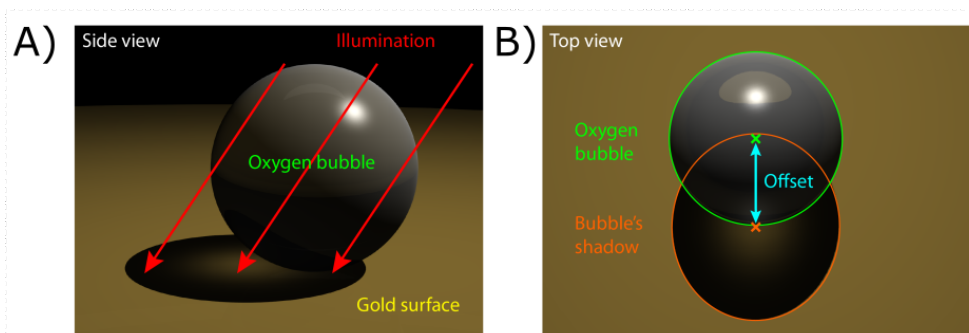 A)
Side view
Illumination
Oxygen bubble
Gold surface
B)
Top view
Oxygen
bubble
Offset
Bubble's
shadow